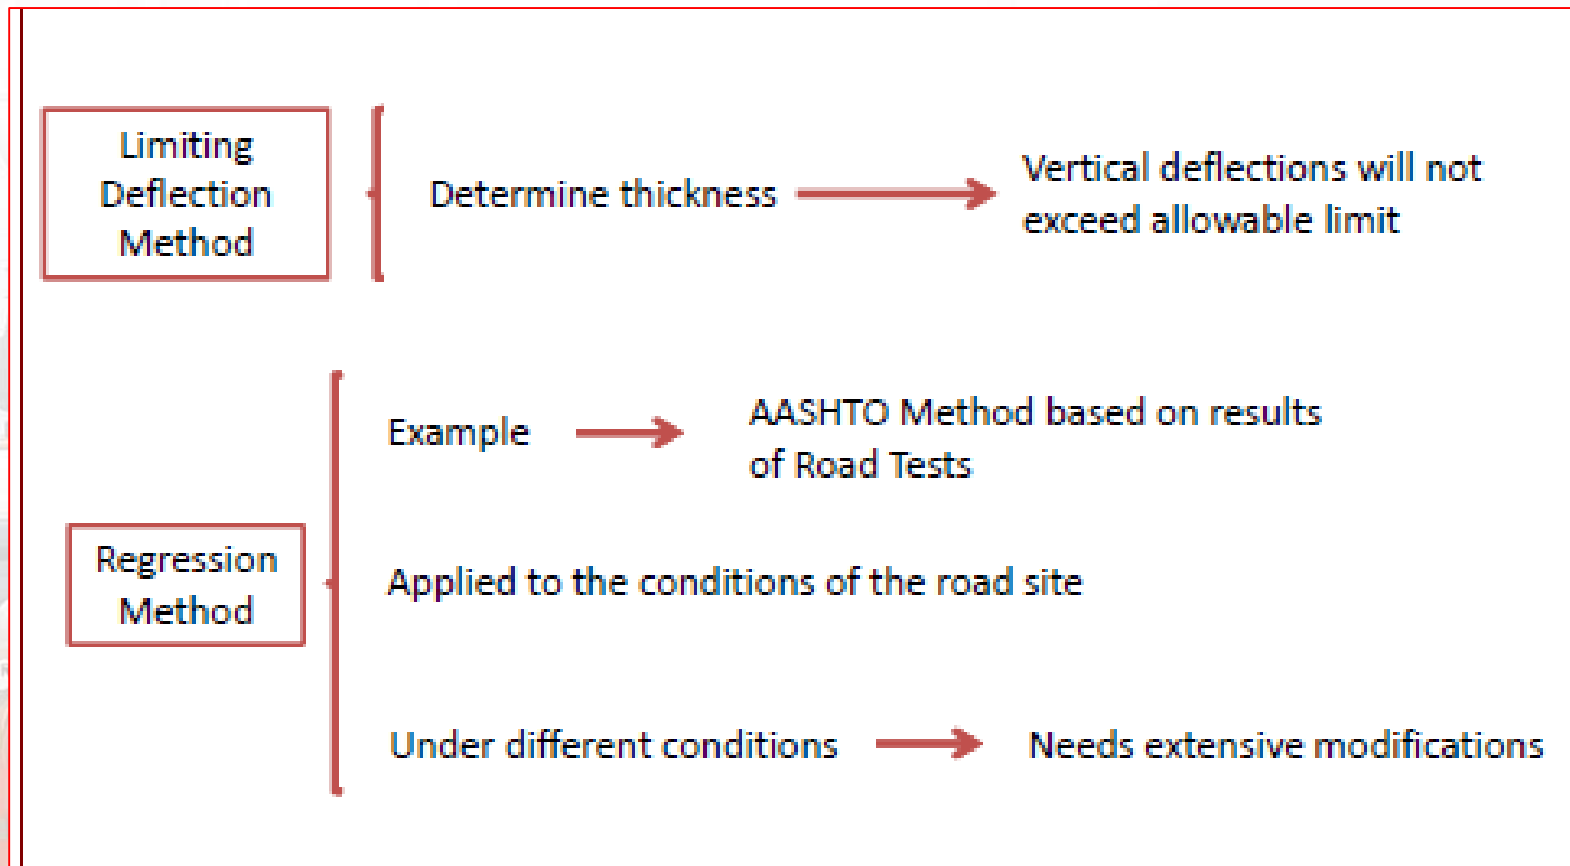 Limiting
Deflection
Method
Determine thickness
Vertical deflections will not
exceed allowable limit
Example
AASHTO Method based on results
of Road Tests
Regression
Method
Applied to the conditions of the road site
Under different conditions
Needs extensive modifications